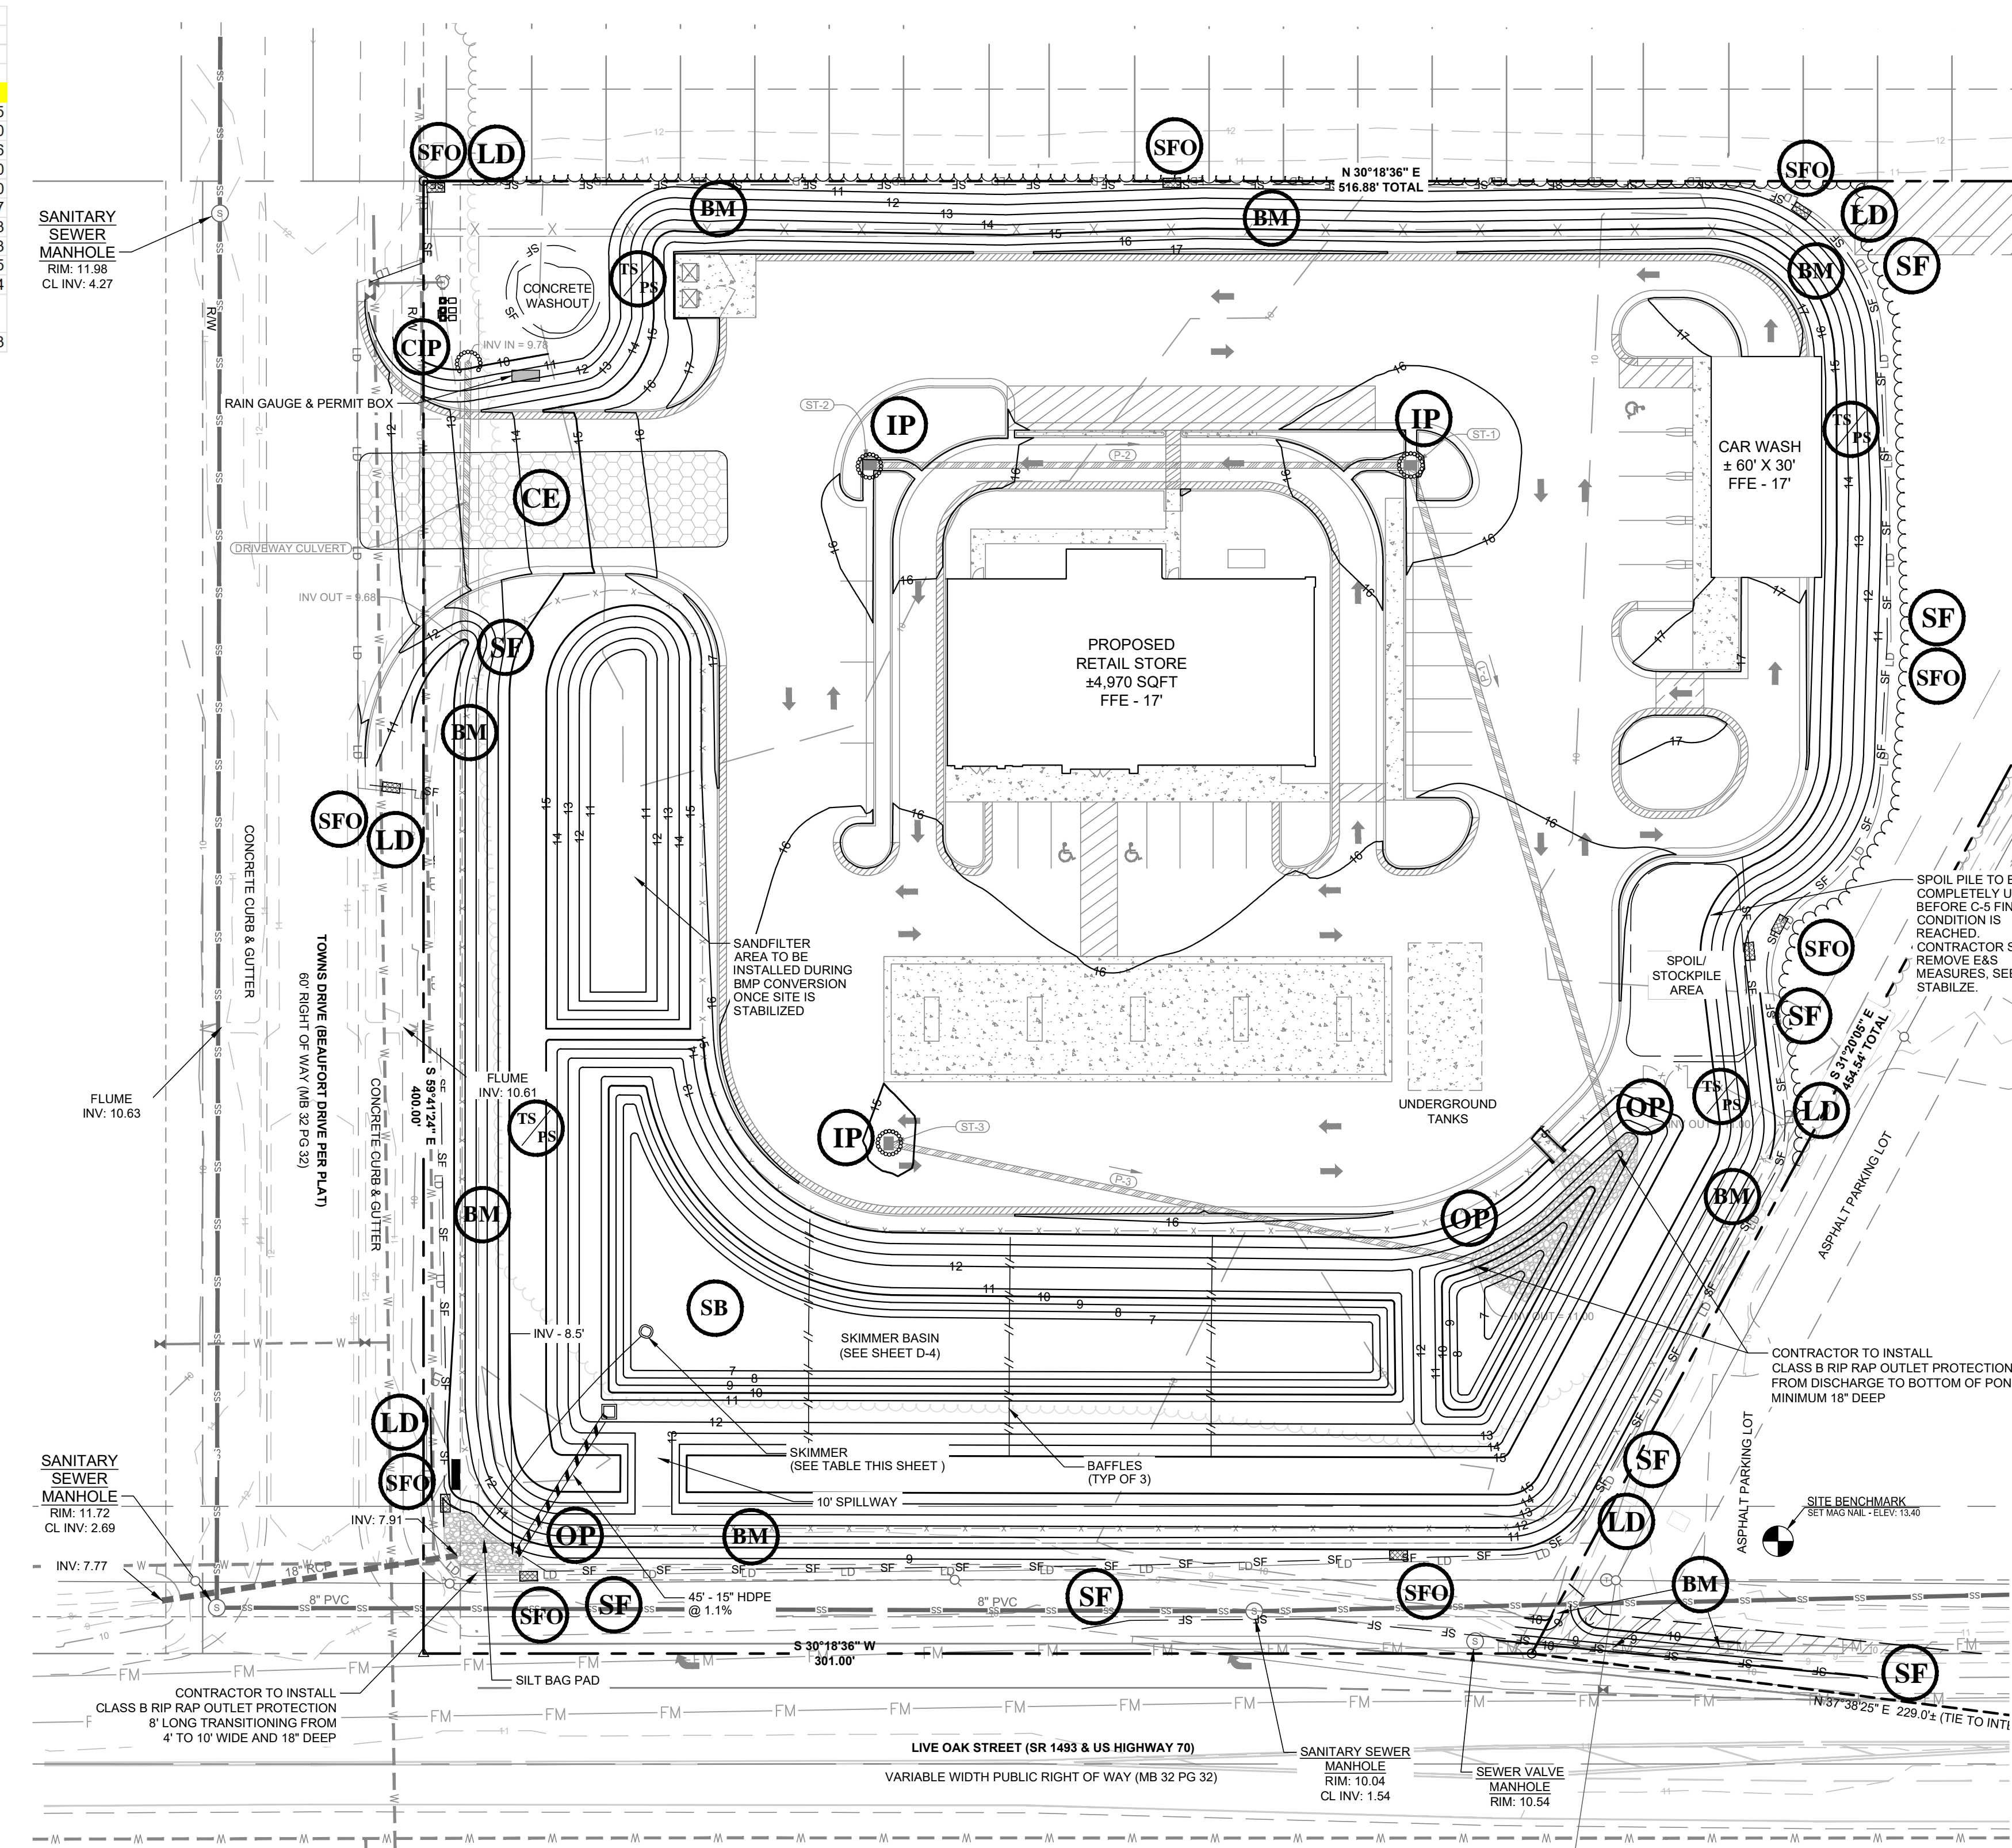 N 30°18'36" E
516.88' TOTAL
SFO
LD
SFO
SFO
LD
SF
BM
BM
BM
SANITARY
SEWER
MANHOLE
RIM: 11.98
CL INV: 4.27
R/W
R/W
TS
PS
CONCRETE
WASHOUT
INV IN = 9.78
CIP
RAIN GAUGE & PERMIT BOX
ST-2
IP
IP
ST-1
P-2
TS
PS
CAR WASH
± 60' X 30'
FFE - 17'
CE
DRIVEWAY CULVERT
INV OUT = 9.68
SF
SF
SFO
BM
PROPOSED
RETAIL STORE
±4,970 SQFT
FFE - 17'
P-1
SFO
LD
CONCRETE CURB & GUTTER
TOWNS DRIVE (BEAUFORT DRIVE PER PLAT)
60' RIGHT OF WAY (MB 32 PG 32)
CONCRETE CURB & GUTTER
S 59°41'24" E
400.00'
SANDFILTER
AREA TO BE
INSTALLED DURING
BMP CONVERSION
ONCE SITE IS
STABILIZED
SPOIL/
STOCKPILE
AREA
SFO
SF
SPOIL PILE TO
COMPLETELY
BEFORE C-5
CONDITION IS
REACHED.
CONTRACTOR
REMOVE E&S
MEASURES,
STABILZE.
S 31°20'05" E
454.54' TOTAL
FLUME
INV: 10.63
FLUME
INV: 10.61
UNDERGROUND
TANKS
TS
PS
IP
ST-3
P-3
OP
TS
PS
LD
INV OUT = 11.00
ASPHALT PARKING LOT
BM
OP
BM
SB
INV - 8.5'
SKIMMER BASIN
(SEE SHEET D-4)
INV OUT = 11.00
CONTRACTOR TO INSTALL
CLASS B RIP RAP OUTLET PROTECTION
FROM DISCHARGE TO BOTTOM OF
MINIMUM 18" DEEP
LD
SFO
SKIMMER
(SEE TABLE THIS SHEET )
BAFFLES
(TYP OF 3)
SF
LD
ASPHALT PARKING LOT
SITE BENCHMARK
SET MAG NAIL - ELEV: 13.40
SANITARY
SEWER
MANHOLE
RIM: 11.72
CL INV: 2.69
10' SPILLWAY
INV: 7.91
OP
BM
INV: 7.77
18" RCP
8" PVC
8" PVC
45' - 15" HDPE
@ 1.1%
SFO
SF
SF
SFO
BM
SF
S 30°18'36" W
301.00'
SILT BAG PAD
CONTRACTOR TO INSTALL
CLASS B RIP RAP OUTLET PROTECTION
8' LONG TRANSITIONING FROM
4' TO 10' WIDE AND 18" DEEP
N 37°38'25" E 229.0'± (TIE TO
LIVE OAK STREET (SR 1493 & US HIGHWAY 70)
VARIABLE WIDTH PUBLIC RIGHT OF WAY (MB 32 PG 32)
SANITARY SEWER
MANHOLE
RIM: 10.04
CL INV: 1.54
SEWER VALVE
MANHOLE
RIM: 10.54